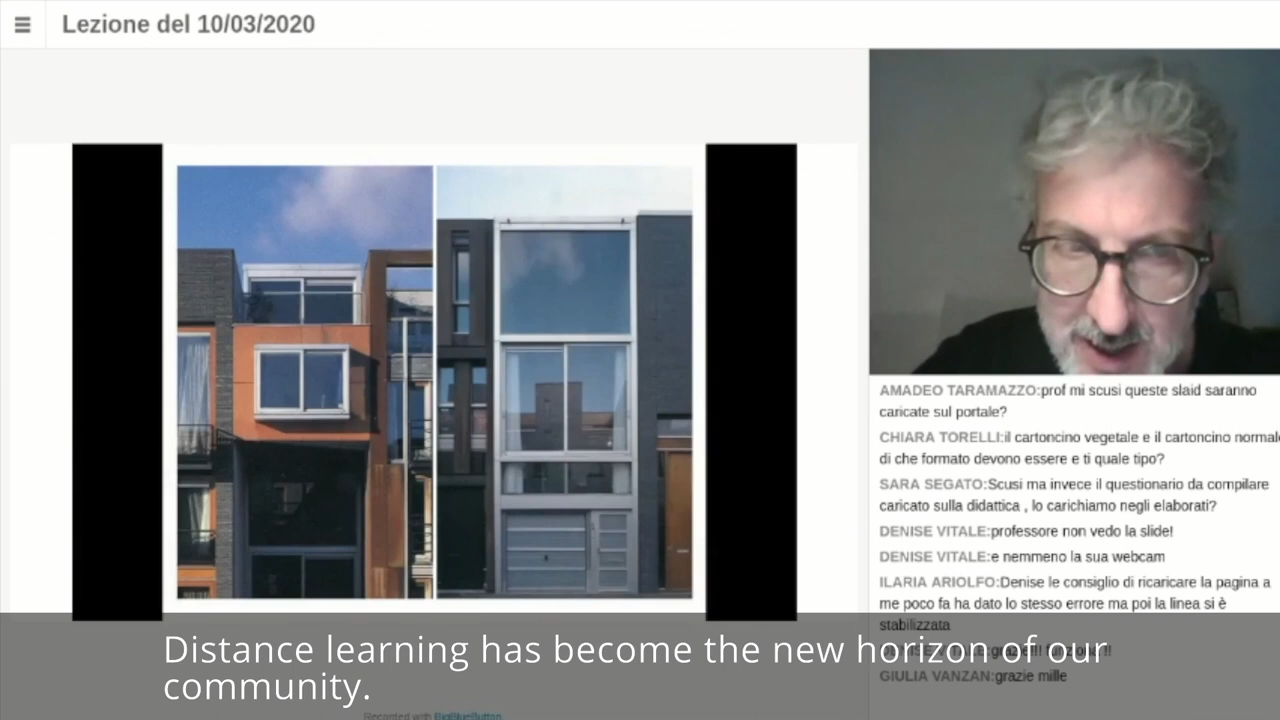 Lezione del 10/03/2020
AMADEO TARAMAZZO:prof mi scusi queste slaid saranno
caricate sul portale?
CHIARA TORELLI:il cartoncino vegetale e il cartoncino normale
di che formato devono essere e ti quale tipo?
SARA SEGATO:Scusi ma invece il questionario da compilare
caricato sulla didattica , lo carichiamo negli elaborati?
DENISE VITALE:professore non vedo la slide!
DENISE VITALE:e nemmeno la sua webcam
ILARIA ARIOLFO:Denise le consiglio di ricaricare la pagina a
me poco fa ha dato lo stesso errore ma poi la linea si è
stabilizzata
GIULIA VANZAN:grazie mille
Distance learning has become the new horizon of our
community.
Recorded with BigBlueButton